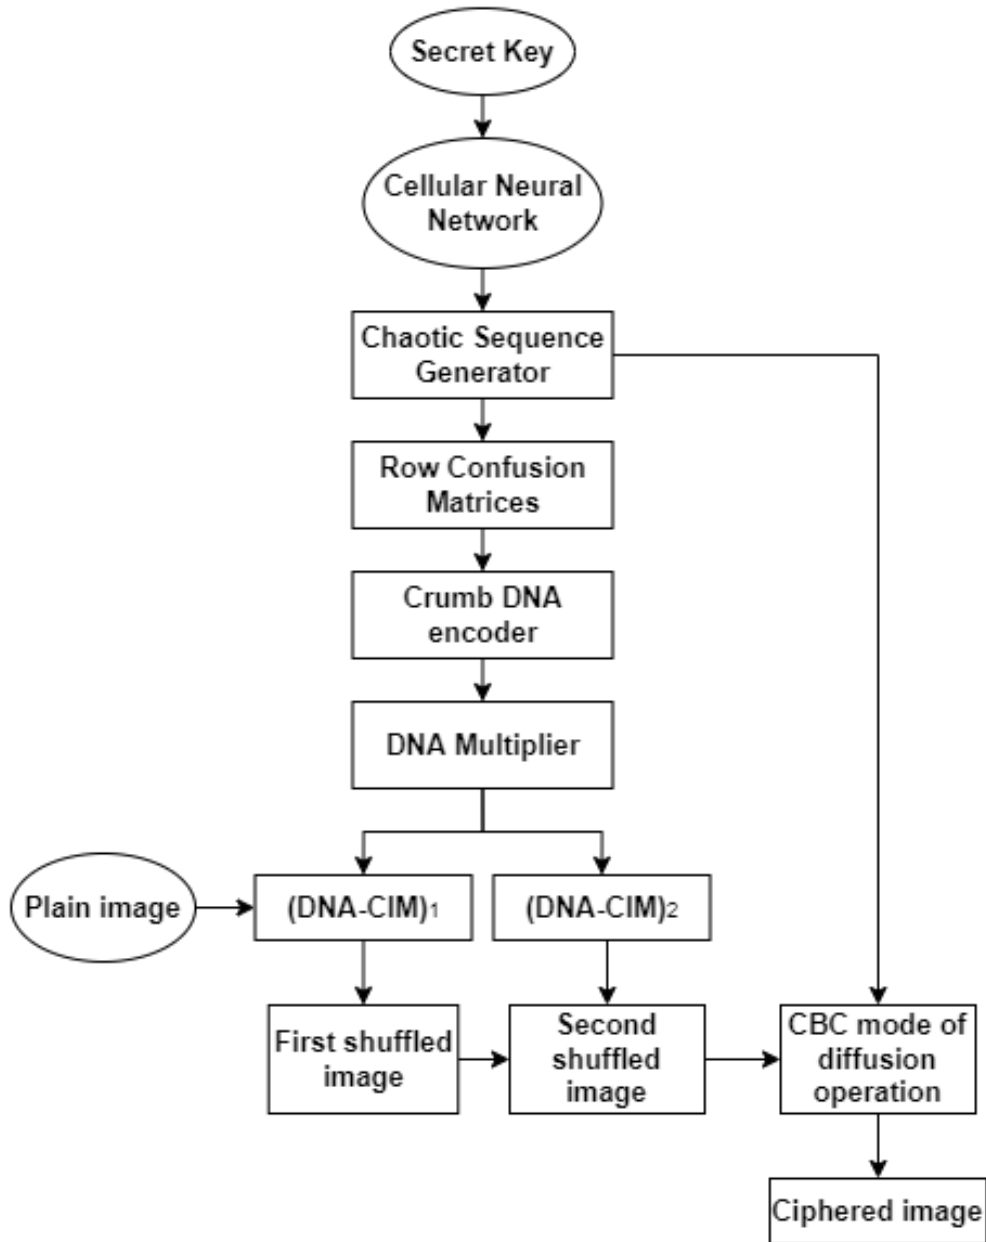 Secret Key
Cellular Neural
Network
Chaotic Sequence
Generator
Row Confusion
Matrices
Crumb DNA
encoder
DNA Multiplier
Plain image
(DNA-CIM)1
(DNA-CIM)2
First shuffled
image
Second
shuffled
image
CBC mode of
diffusion
operation
Ciphered image